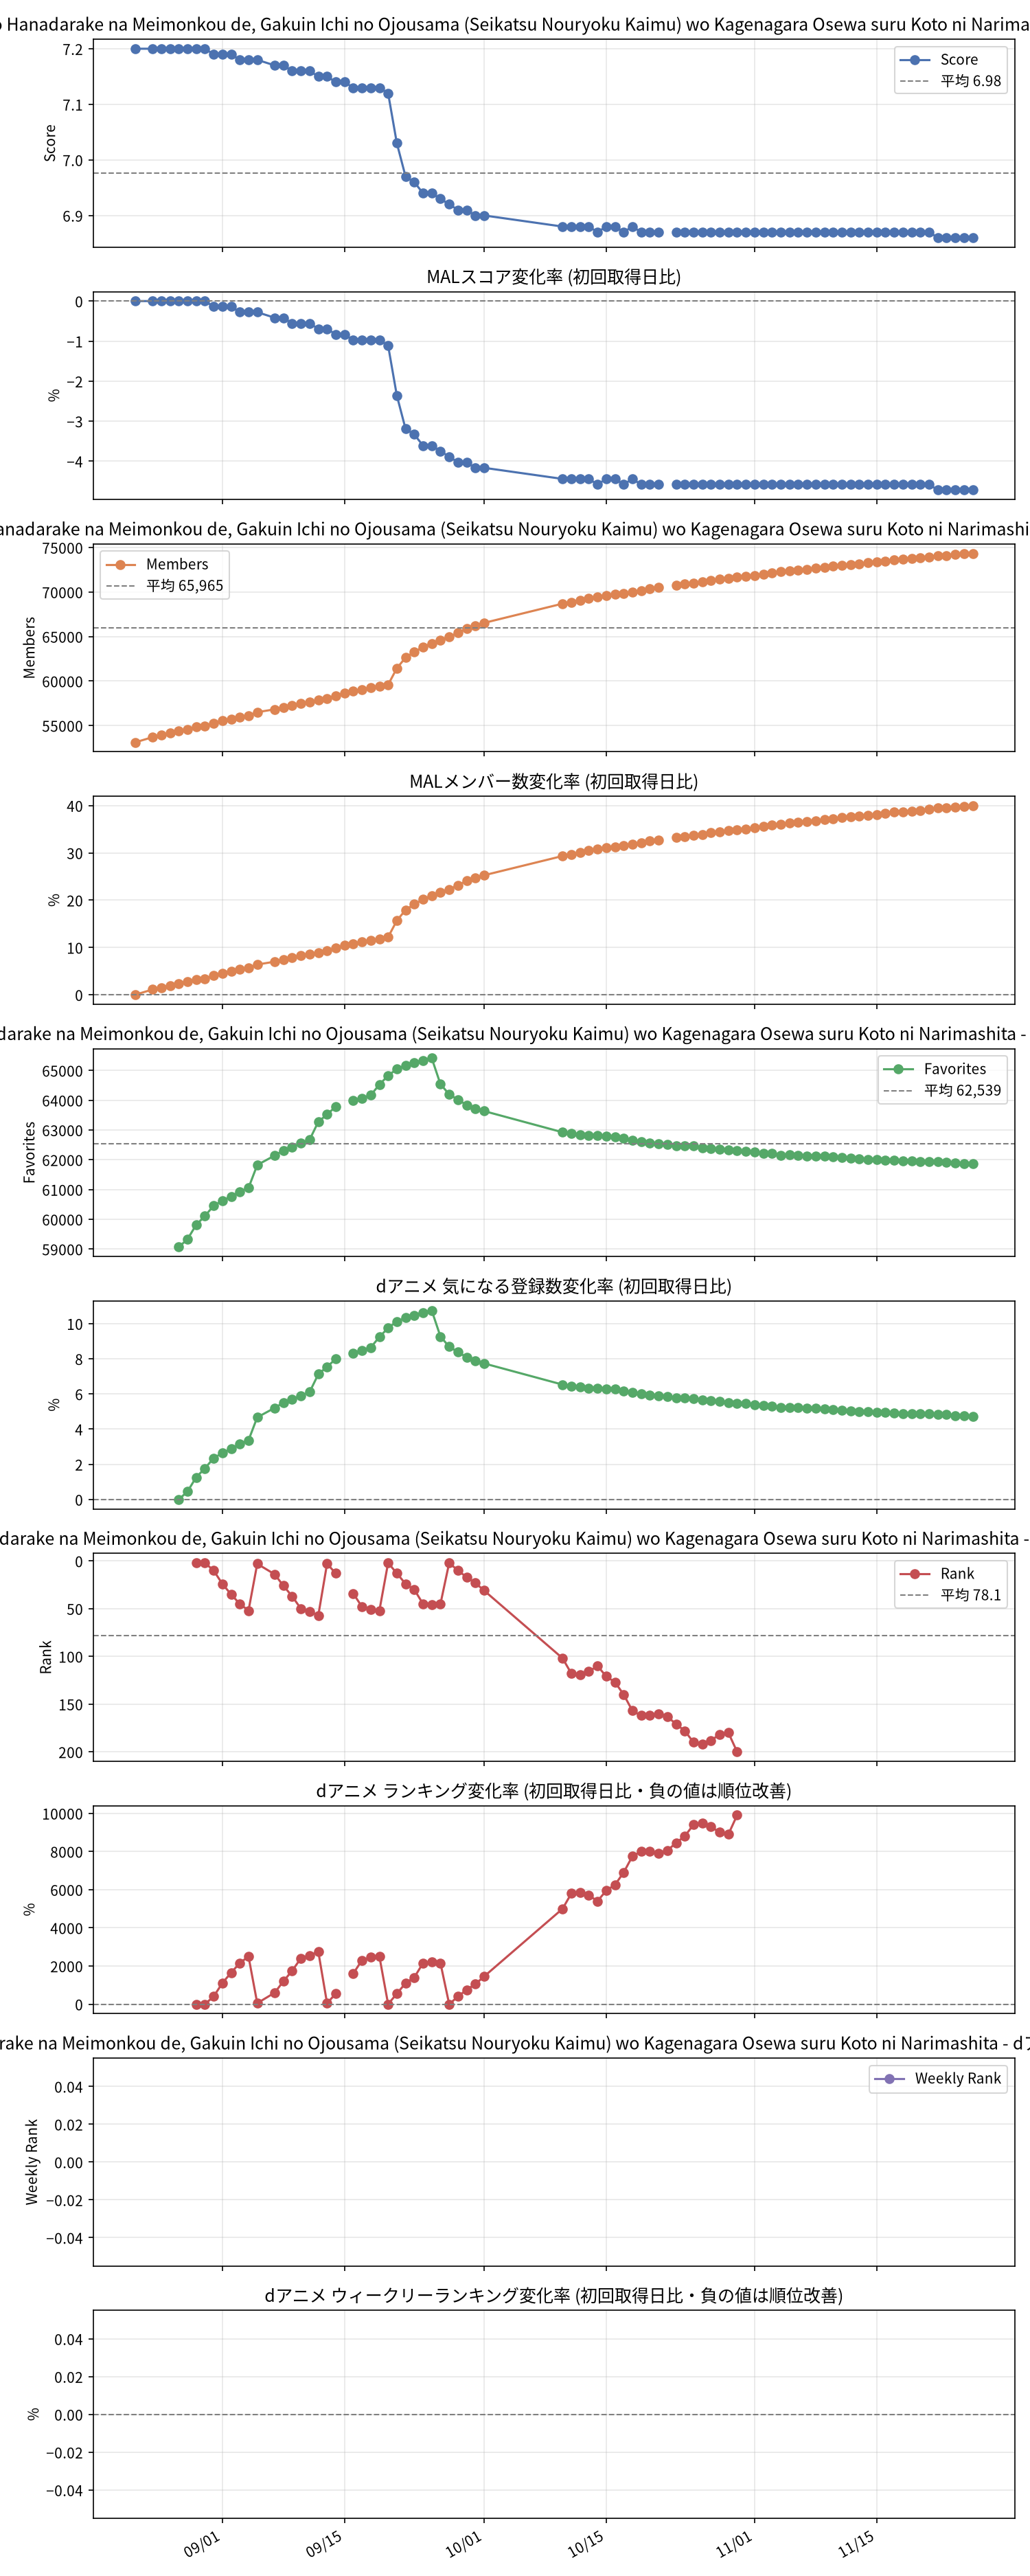 Hanadarake na Meimonkou de, Gakuin Ichi no Ojousama (Seikatsu Nouryoku Kaimu) wo Kagenagara Osewa suru Koto ni Narima
7.2
7.1
7.0
6.9
Score
Score
平均 6.98
MALスコア変化率 (初回取得日比)
0
−1
−2
−3
−4
%
anadarake na Meimonkou de, Gakuin Ichi no Ojousama (Seikatsu Nouryoku Kaimu) wo Kagenagara Osewa suru Koto ni Narimashi
75000
70000
65000
60000
55000
Members
Members
平均 65,965
MALメンバー数変化率 (初回取得日比)
40
30
20
10
0
%
darake na Meimonkou de, Gakuin Ichi no Ojousama (Seikatsu Nouryoku Kaimu) wo Kagenagara Osewa suru Koto ni Narimashita -
65000
64000
63000
62000
61000
60000
59000
Favorites
Favorites
平均 62,539
dアニメ 気になる登録数変化率 (初回取得日比)
10
8
6
4
2
0
%
darake na Meimonkou de, Gakuin Ichi no Ojousama (Seikatsu Nouryoku Kaimu) wo Kagenagara Osewa suru Koto ni Narimashita -
0
50
100
150
200
Rank
Rank
平均 78.1
dアニメ ランキング変化率 (初回取得日比・負の値は順位改善)
10000
8000
6000
4000
2000
0
%
rake na Meimonkou de, Gakuin Ichi no Ojousama (Seikatsu Nouryoku Kaimu) wo Kagenagara Osewa suru Koto ni Narimashita - d
0.04
0.02
0.00
−0.02
−0.04
Weekly Rank
Weekly Rank
dアニメ ウィークリーランキング変化率 (初回取得日比・負の値は順位改善)
0.04
0.02
0.00
−0.02
−0.04
%
09/01
09/15
10/01
10/15
11/01
11/15